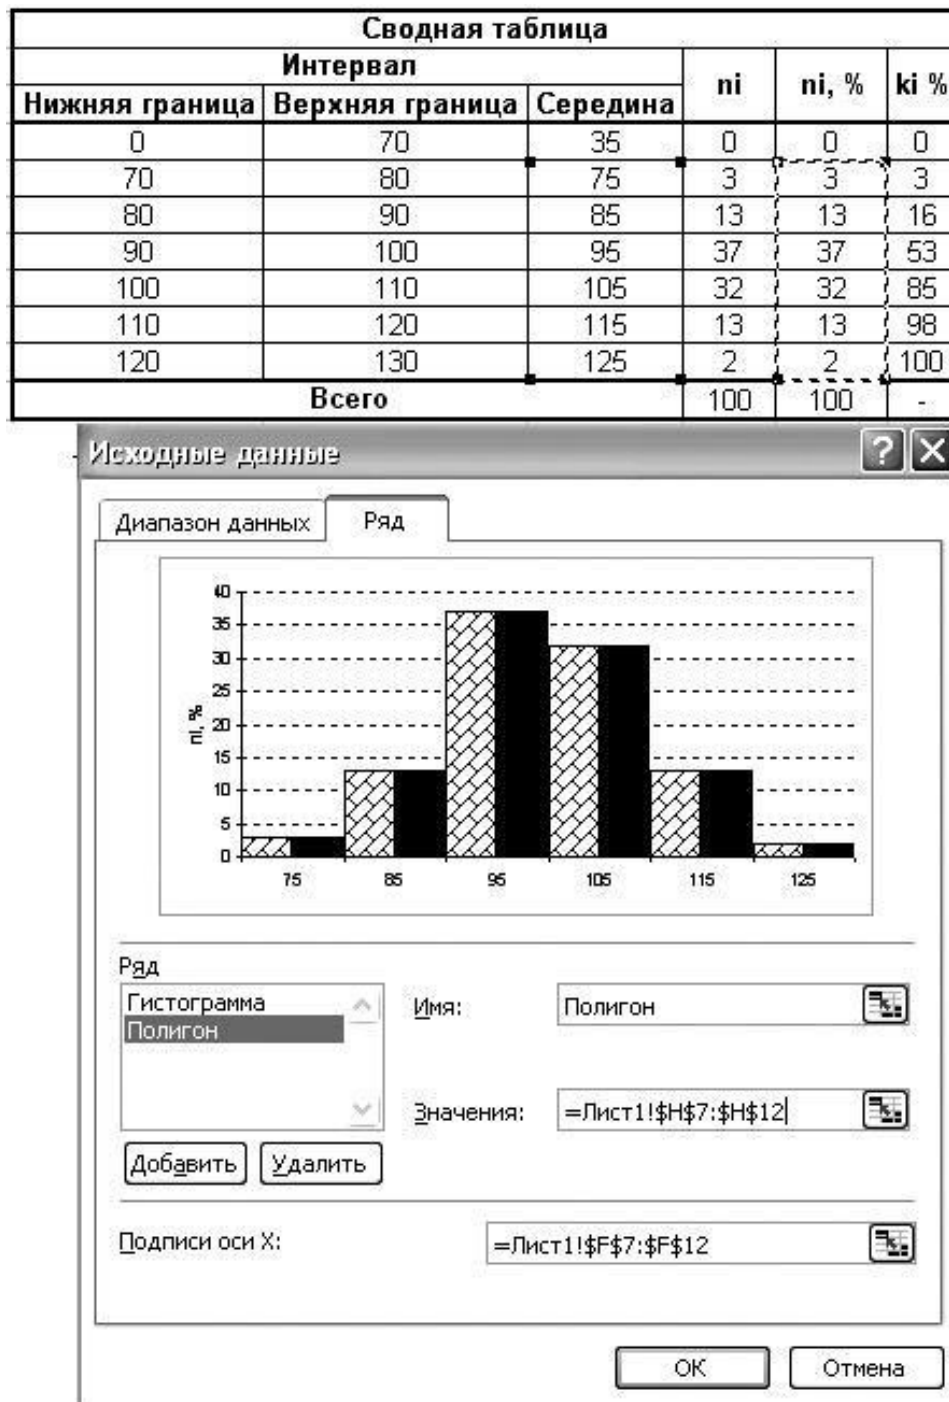 Сводная таблица
Интервал ni ni, % ki %
Нижняя граница Верхняя граница Середина
0 70 35 0 0 0
70 80 75 3 3 3
80 90 85 13 13 16
90 100 95 37 37 53
100 110 105 32 32 85
110 120 115 13 13 98
120 130 125 2 2 100
Всего 100 100 -
Исходные данные
Диапазон данных Ряд
40
35
30
25
20
15
10
5
0
ni, %
75 85 95 105 115 125
Ряд
Гистограмма
Полигон
Имя: Полигон
Значения: =Лист1!$H$7:$H$12
Добавить Удалить
Подписи оси X: =Лист1!$F$7:$F$12
ОК Отмена